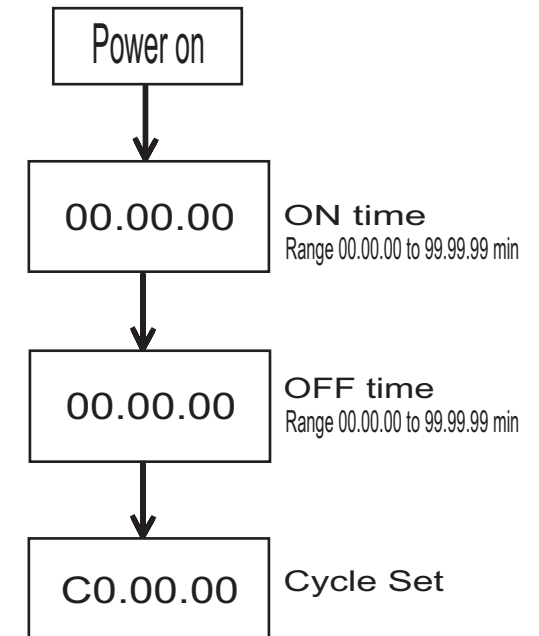 Power on
00.00.00
ON time
Range 00.00.00 to 99.99.99 min
00.00.00
OFF time
Range 00.00.00 to 99.99.99 min
C0.00.00
Cycle Set